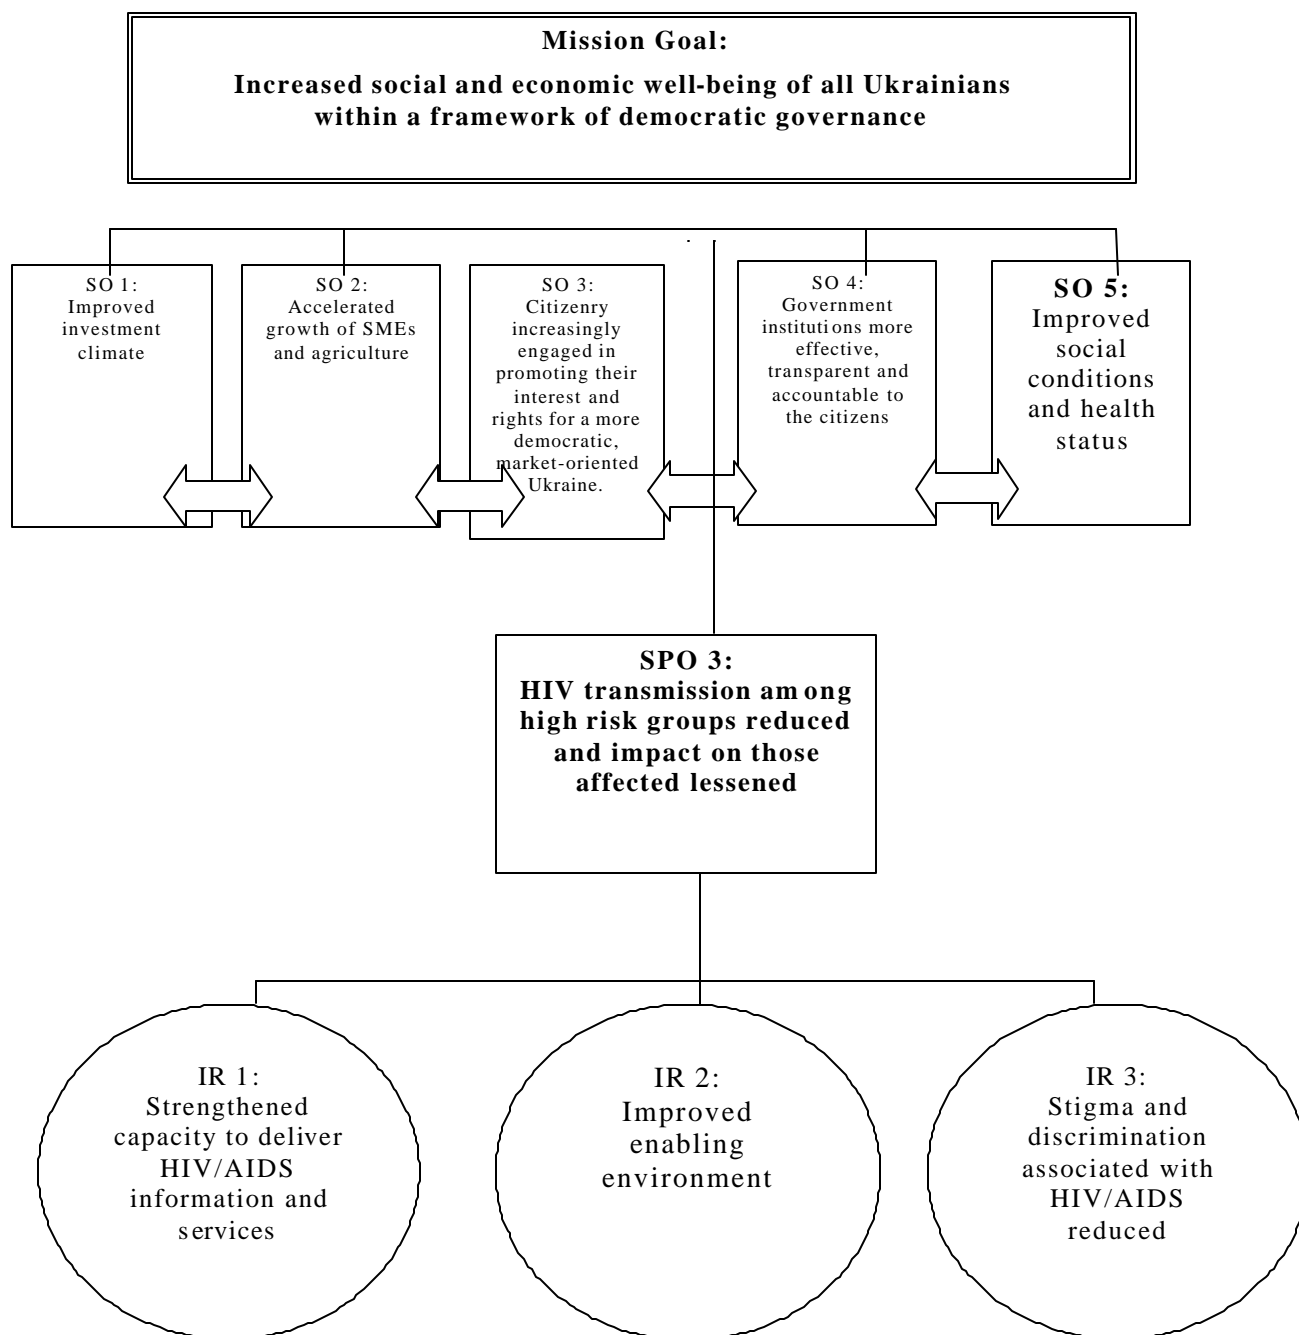 Mission Goal:
Increased social and economic well-being of all Ukrainians
within a framework of democratic governance
SO 1:
Improved
investment
climate
SO 2:
Accelerated
growth of SMEs
and agriculture
SO 3:
Citizenry
increasingly
engaged in
promoting their
interest and
rights for a more
democratic,
market-oriented
Ukraine.
SO 4:
Government
institutions more
effective,
transparent and
accountable to
the citizens
SO 5:
Improved
social
conditions
and health
status
SPO 3:
HIV transmission among
high risk groups reduced
and impact on those
affected lessened
IR 1:
Strengthened
capacity to deliver
HIV/AIDS
information and
services
IR 2:
Improved
enabling
environment
IR 3:
Stigma and
discrimination
associated with
HIV/AIDS
reduced